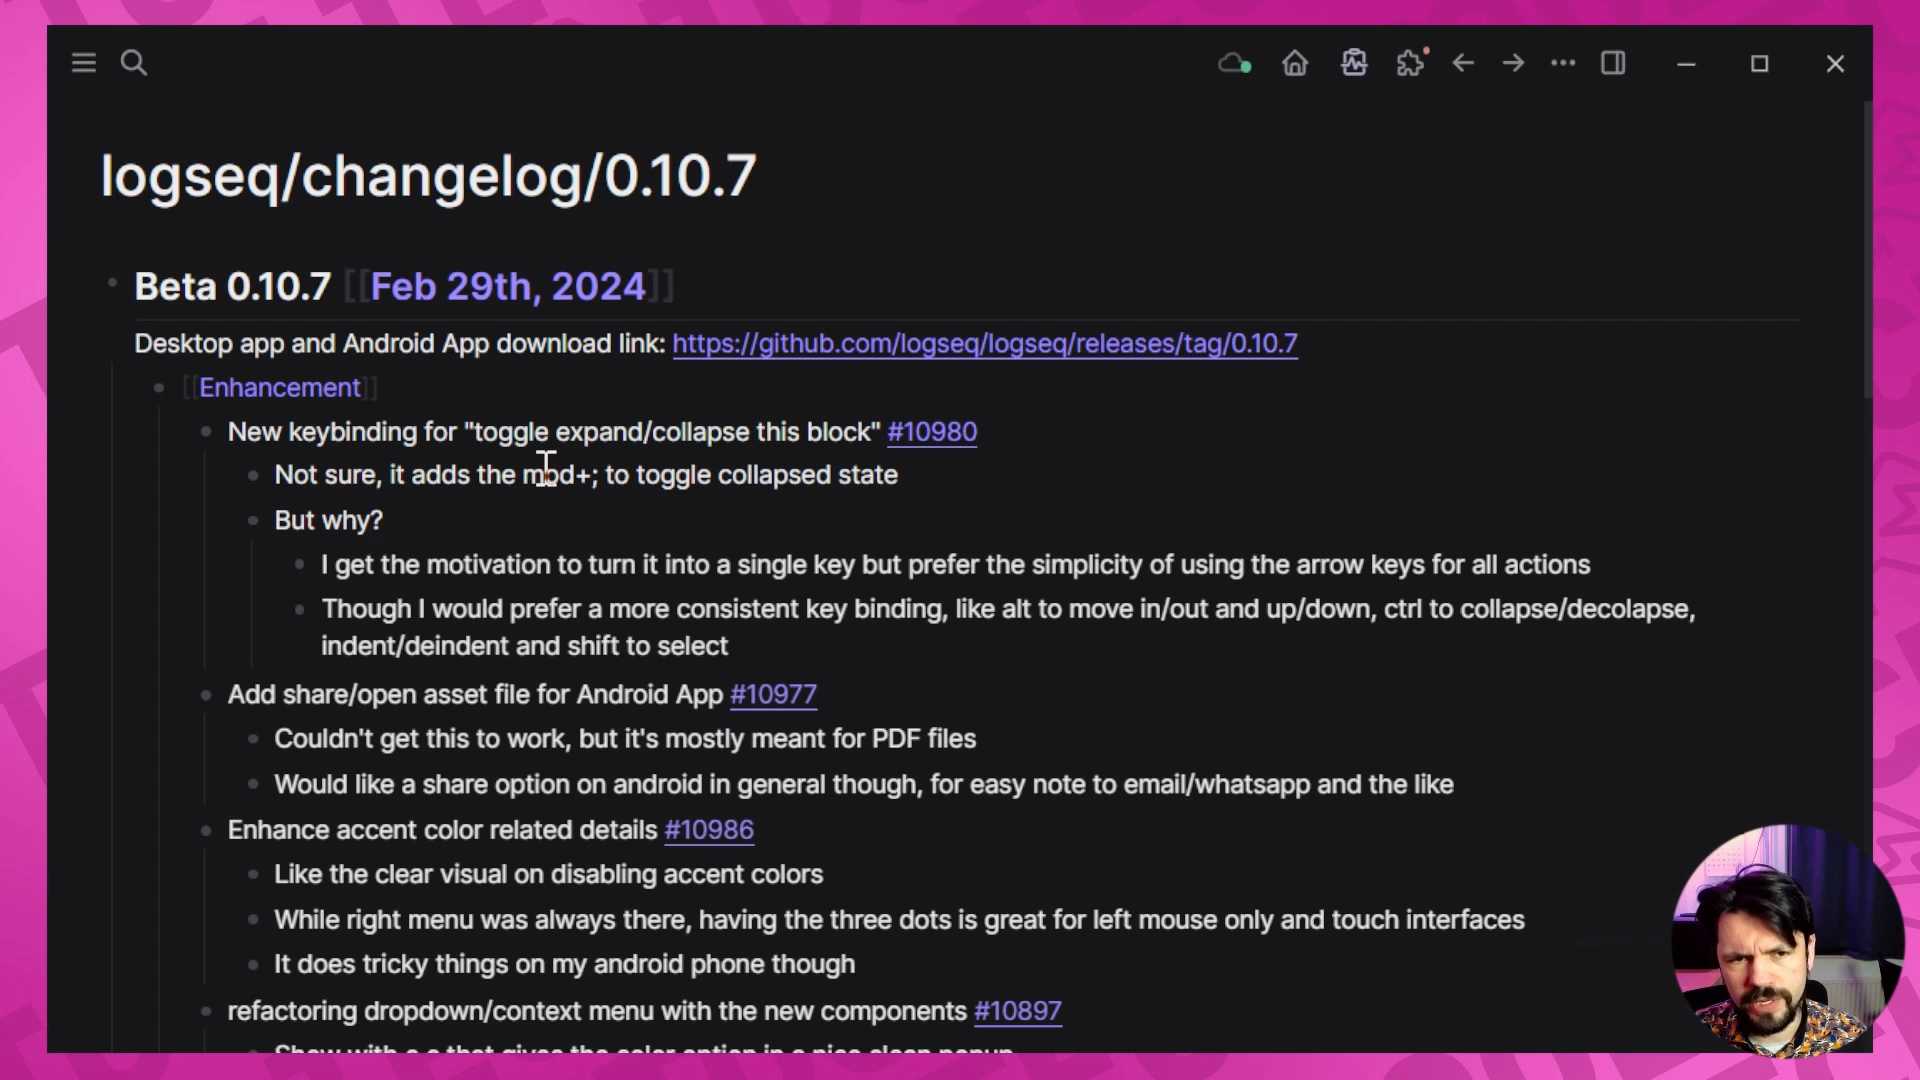 logseq/changelog/0.10.7
Beta 0.10.7 [[Feb 29th, 2024]]
Desktop app and Android App download link: https://github.com/logseq/logseq/releases/tag/0.10.7
[[Enhancement]]
New keybinding for "toggle expand/collapse this block" #10980
Not sure, it adds the mod+; to toggle collapsed state
But why?
I get the motivation to turn it into a single key but prefer the simplicity of using the arrow keys for all actions
Though I would prefer a more consistent key binding, like alt to move in/out and up/down, ctrl to collapse/decolapse,
indent/deindent and shift to select
Add share/open asset file for Android App #10977
Couldn't get this to work, but it's mostly meant for PDF files
Would like a share option on android in general though, for easy note to email/whatsapp and the like
Enhance accent color related details #10986
Like the clear visual on disabling accent colors
While right menu was always there, having the three dots is great for left mouse only and touch interfaces
It does tricky things on my android phone though
refactoring dropdown/context menu with the new components #10897